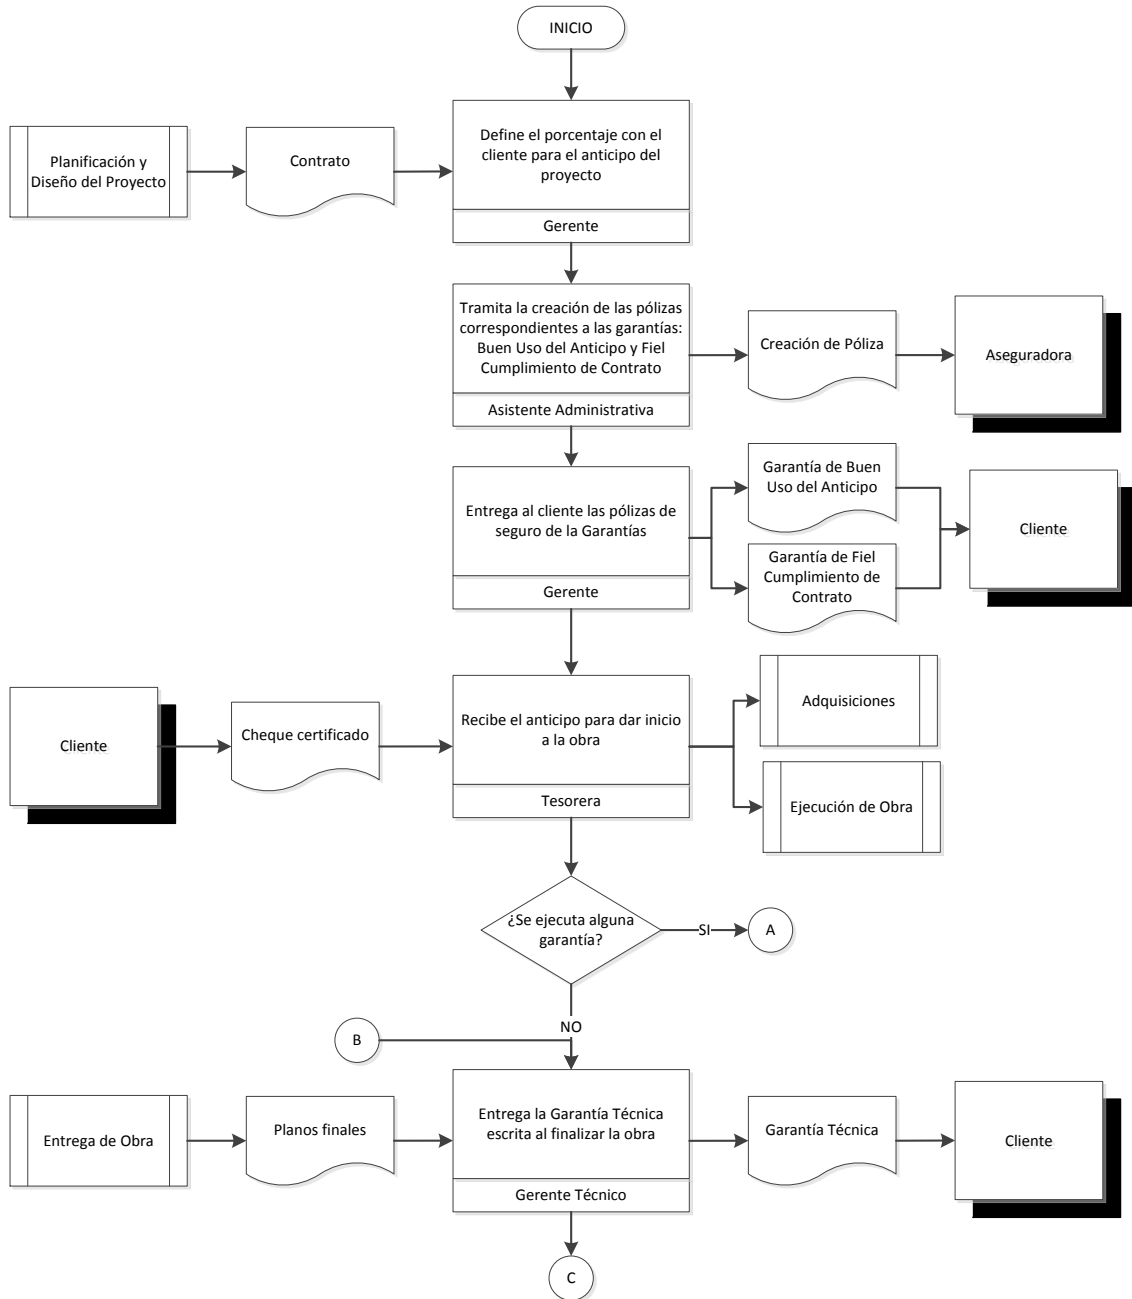 INICIO
Planificación y
Diseño del Proyecto
Contrato
Define el porcentaje con el
cliente para el anticipo del
proyecto
Gerente
Tramita la creación de las pólizas
correspondientes a las garantías:
Buen Uso del Anticipo y Fiel
Cumplimiento de Contrato
Asistente Administrativa
Creación de Póliza
Aseguradora
Entrega al cliente las pólizas de
seguro de la Garantías
Gerente
Garantía de Buen
Uso del Anticipo
Garantía de Fiel
Cumplimiento de
Contrato
Cliente
Cliente
Cheque certificado
Recibe el anticipo para dar inicio
a la obra
Tesorera
Adquisiciones
Ejecución de Obra
¿Se ejecuta alguna
garantía?
SI
A
NO
B
Entrega de Obra
Planos finales
Entrega la Garantía Técnica
escrita al finalizar la obra
Gerente Técnico
Garantía Técnica
Cliente
C